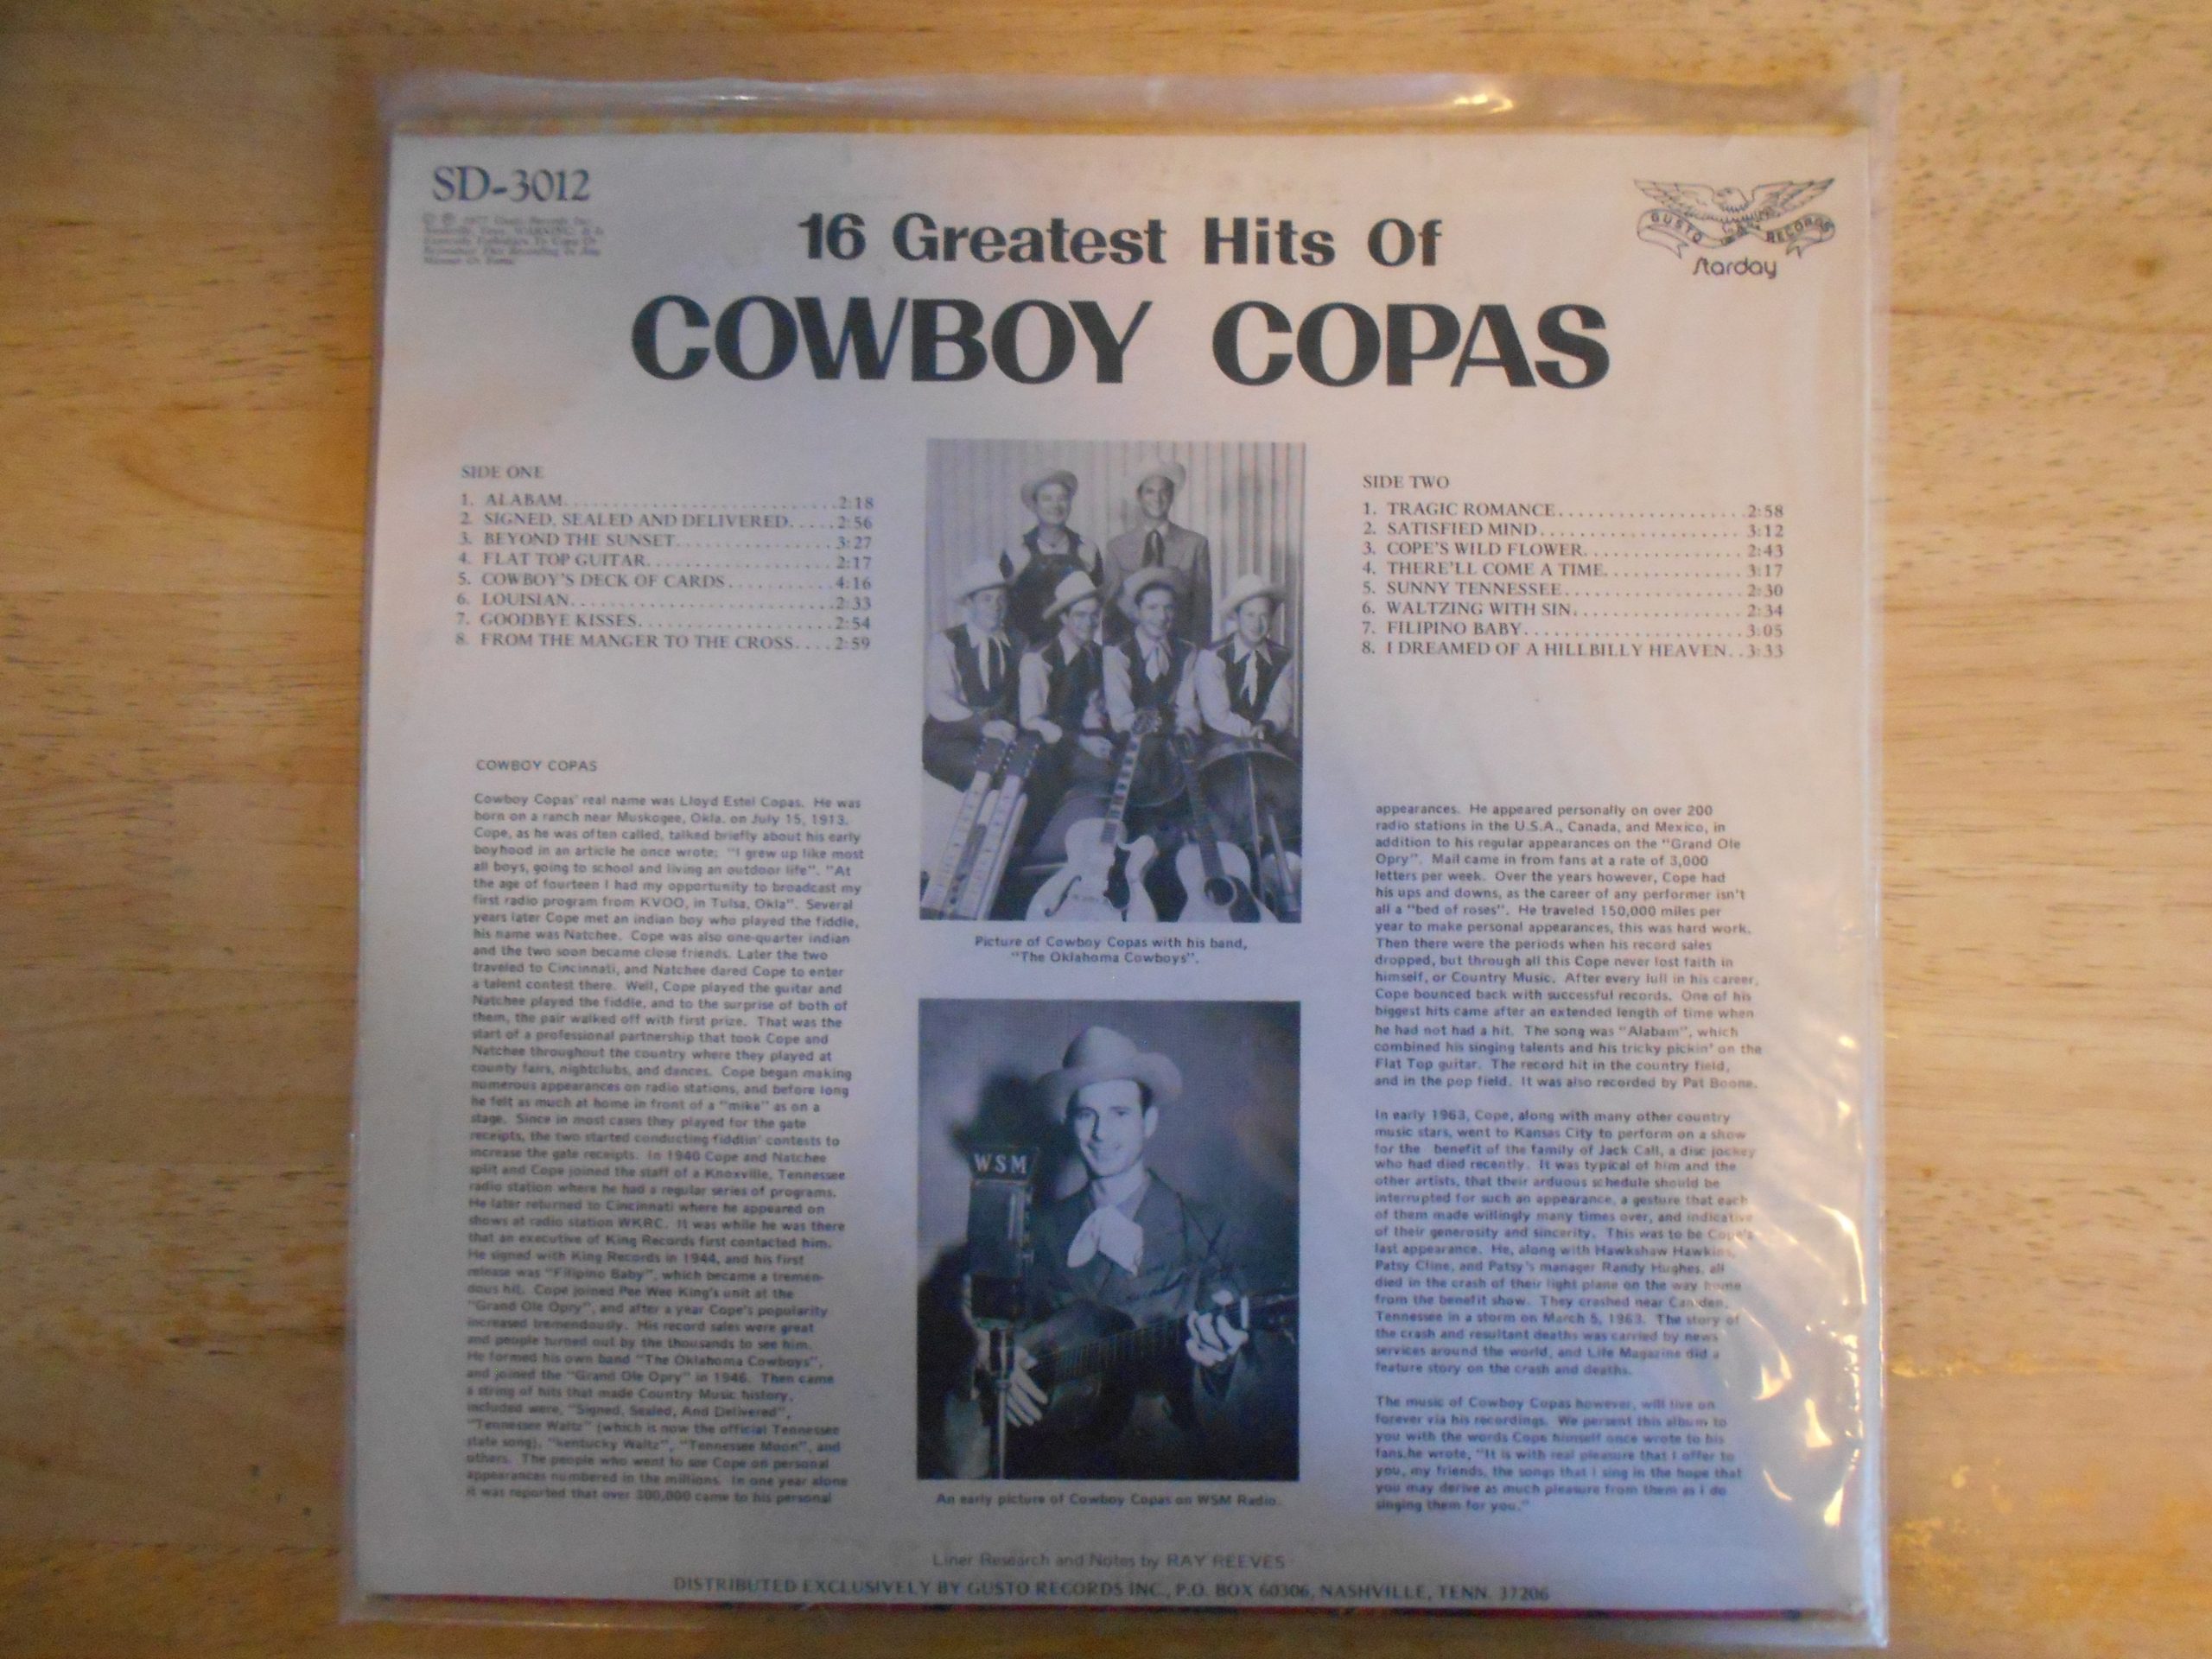 SD-3012
16 Greatest Hits Of
COWBOY COPAS
GUSTO RECORDS
Starday
SIDE ONE
1. ALABAM.............................2:18
2. SIGNED, SEALED AND DELIVERED.....2:56
3. BEYOND THE SUNSET.................3:27
4. FLAT TOP GUITAR....................2:17
5. COWBOY'S DECK OF CARDS...........4:16
6. LOUISIAN............................2:33
7. GOODBYE KISSES.....................2:54
8. FROM THE MANGER TO THE CROSS....2:59
SIDE TWO
1. TRAGIC ROMANCE...................2:58
2. SATISFIED MIND.....................3:12
3. COPE'S WILD FLOWER................2:43
4. THERE'LL COME A TIME..............3:17
5. SUNNY TENNESSEE...................2:30
6. WALTZING WITH SIN..................2:34
7. FILIPINO BABY.......................3:05
8. I DREAMED OF A HILLBILLY HEAVEN..3:33
COWBOY COPAS
Cowboy Copas' real name was Lloyd Estel Copas. He was
born on a ranch near Muskogee, Okla. on July 15, 1913.
Cope, as he was often called, talked briefly about his early
boyhood in an article he once wrote; "I grew up like most
all boys, going to school and living an outdoor life". "At
the age of fourteen I had my opportunity to broadcast my
first radio program from KVOO, in Tulsa, Okla". Several
years later Cope met an indian boy who played the fiddle,
his name was Natchee. Cope was also one-quarter indian
and the two soon became close friends. Later the two
traveled to Cincinnati, and Natchee dared Cope to enter
a talent contest there. Well, Cope played the guitar and
Natchee played the fiddle, and to the surprise of both of
them, the pair walked off with first prize. That was the
start of a professional partnership that took Cope and
Natchee throughout the country where they played at
county fairs, nightclubs, and dances. Cope began making
numerous appearances on radio stations, and before long
he felt as much at home in front of a "mike" as on a
stage. Since in most cases they played for the gate
receipts, the two started conducting fiddlin' contests to
increase the gate receipts. In 1940 Cope and Natchee
split and Cope joined the staff of a Knoxville, Tennessee
radio station where he had a regular series of programs.
He later returned to Cincinnati where he appeared on
shows at radio station WKRC. It was while he was there
that an executive of King Records first contacted him.
He signed with King Records in 1944, and his first
release was "Filipino Baby", which became a tremen-
dous hit. Cope joined Pee Wee King's unit at the
"Grand Ole Opry", and after a year Cope's popularity
increased tremendously. His record sales were great
and people turned out by the thousands to see him.
He formed his own band "The Oklahoma Cowboys",
and joined the "Grand Ole Opry" in 1946. Then came
a string of hits that made Country Music history,
included were, "Signed, Sealed, And Delivered",
"Tennessee Waltz" (which is now the official Tennessee
state song), "kentucky Waltz", "Tennessee Moon", and
others. The people who went to see Cope on personal
appearances numbered in the millions. In one year alone
it was reported that over 300,000 came to his personal
Picture of Cowboy Copas with his band,
"The Oklahoma Cowboys".
WSM
An early picture of Cowboy Copas on WSM Radio.
appearances. He appeared personally on over 200
radio stations in the U.S.A., Canada, and Mexico, in
addition to his regular appearances on the "Grand Ole
Opry". Mail came in from fans at a rate of 3,000
letters per week. Over the years however, Cope had
his ups and downs, as the career of any performer isn't
all a "bed of roses". He traveled 150,000 miles per
year to make personal appearances, this was hard work.
Then there were the periods when his record sales
dropped, but through all this Cope never lost faith in
himself, or Country Music. After every lull in his career,
Cope bounced back with successful records. One of his
biggest hits came after an extended length of time when
he had not had a hit. The song was "Alabam", which
combined his singing talents and his tricky pickin' on the
Flat Top guitar. The record hit in the country field,
and in the pop field. It was also recorded by Pat Boone.
In early 1963, Cope, along with many other country
music stars, went to Kansas City to perform on a show
for the benefit of the family of Jack Call, a disc jockey
who had died recently. It was typical of him and the
other artists, that their arduous schedule should be
interrupted for such an appearance, a gesture that each
of them made willingly many times over, and indicative
of their generosity and sincerity. This was to be Cope's
last appearance. He, along with Hawkshaw Hawkins,
Patsy Cline, and Patsy's manager Randy Hughes, all
died in the crash of their light plane on the way home
from the benefit show. They crashed near Camden,
Tennessee in a storm on March 5, 1963. The story of
the crash and resultant deaths was carried by news
services around the world, and Life Magazine did a
feature story on the crash and deaths.
The music of Cowboy Copas however, will live on
forever via his recordings. We persent this album to
you with the words Cope himself once wrote to his
fans.he wrote, "It is with real pleasure that I offer to
you, my friends, the songs that I sing in the hope that
you may derive as much pleasure from them as I do
singing them for you."
Liner Research and Notes by RAY REEVES
DISTRIBUTED EXCLUSIVELY BY GUSTO RECORDS INC., P.O. BOX 60306, NASHVILLE, TENN. 37206